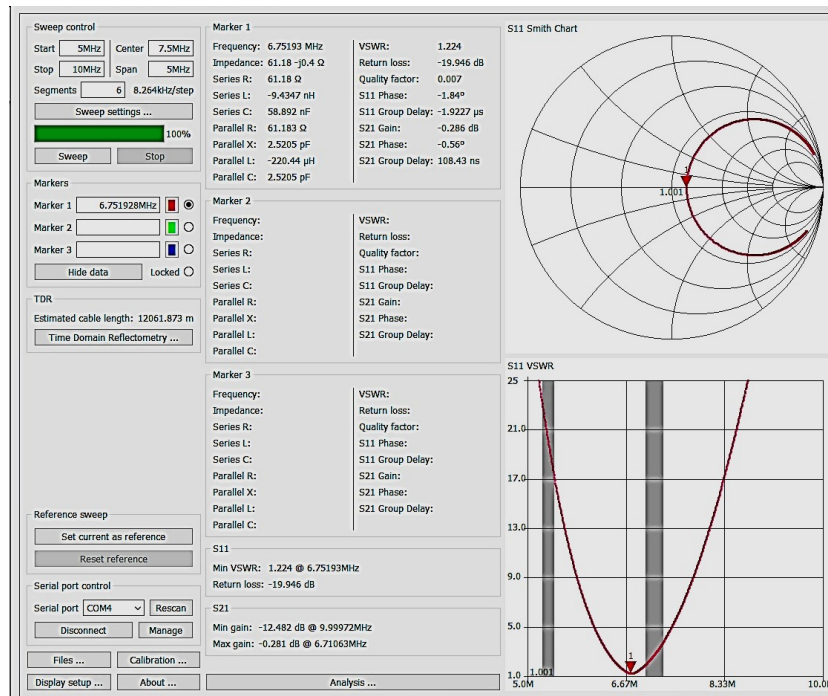 Sweep control
Start 5MHz Center 7.5MHz
Stop 10MHz Span 5MHz
Segments 6 8.264kHz/step
Sweep settings ...
100%
Sweep Stop
Markers
Marker 1 6.751928MHz
Marker 2
Marker 3
Hide data Locked
TDR
Estimated cable length: 12061.873 m
Time Domain Reflectometry ...
Reference sweep
Set current as reference
Reset reference
Serial port control
Serial port COM4 Rescan
Disconnect Manage
Files ... Calibration ...
Display setup ... About ...
Marker 1
Frequency: 6.75193 MHz VSWR: 1.224
Impedance: 61.18 -j0.4 Ω Return loss: -19.946 dB
Series R: 61.18 Ω Quality factor: 0.007
Series L: -9.4347 nH S11 Phase: -1.84°
Series C: 58.892 nF S11 Group Delay: -1.9227 µs
Parallel R: 61.183 Ω S21 Gain: -0.286 dB
Parallel X: 2.5205 pF S21 Phase: -0.56°
Parallel L: -220.44 µH S21 Group Delay: 108.43 ns
Parallel C: 2.5205 pF
Marker 2
Frequency: VSWR:
Impedance: Return loss:
Series R: Quality factor:
Series L: S11 Phase:
Series C: S11 Group Delay:
Parallel R: S21 Gain:
Parallel X: S21 Phase:
Parallel L: S21 Group Delay:
Parallel C:
Marker 3
Frequency: VSWR:
Impedance: Return loss:
Series R: Quality factor:
Series L: S11 Phase:
Series C: S11 Group Delay:
Parallel R: S21 Gain:
Parallel X: S21 Phase:
Parallel L: S21 Group Delay:
Parallel C:
S11
Min VSWR: 1.224 @ 6.75193MHz
Return loss: -19.946 dB
S21
Min gain: -12.482 dB @ 9.99972MHz
Max gain: -0.281 dB @ 6.71063MHz
Analysis ...
S11 Smith Chart
1
1.001
S11 VSWR
25
21.0
17.0
13.0
9.0
5.0
1
1.0 1.001
5.0M 6.67M 8.33M 10.0